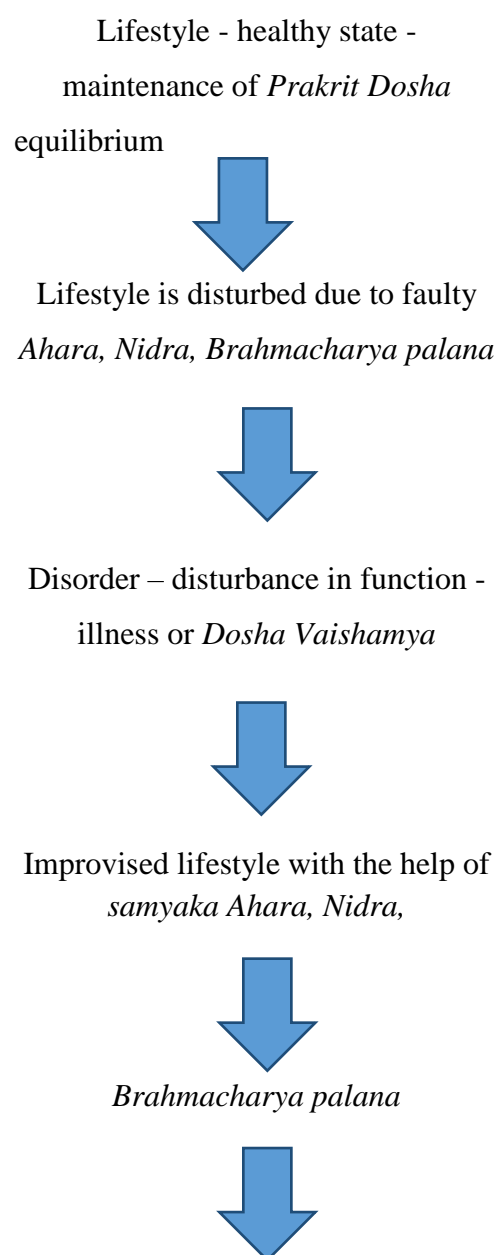 Lifestyle - healthy state -
maintenance of Prakrit Dosha
equilibrium
Lifestyle is disturbed due to faulty
Ahara, Nidra, Brahmacharya palana
Disorder – disturbance in function -
illness or Dosha Vaishamya
Improvised lifestyle with the help of
samyaka Ahara, Nidra,
Brahmacharya palana